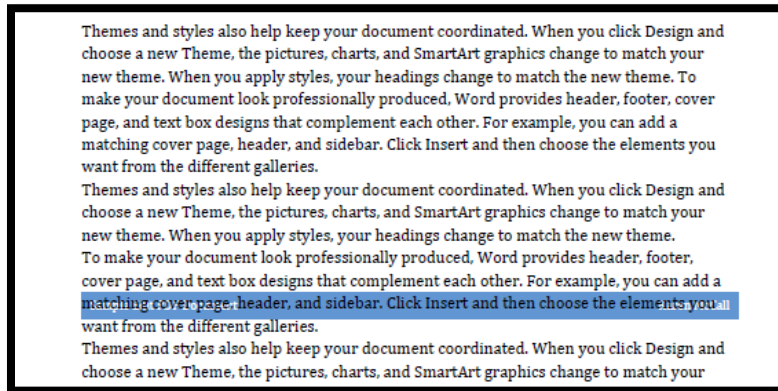 Themes and styles also help keep your document coordinated. When you click Design and
choose a new Theme, the pictures, charts, and SmartArt graphics change to match your
new theme. When you apply styles, your headings change to match the new theme. To
make your document look professionally produced, Word provides header, footer, cover
page, and text box designs that complement each other. For example, you can add a
matching cover page, header, and sidebar. Click Insert and then choose the elements you
want from the different galleries.
Themes and styles also help keep your document coordinated. When you click Design and
choose a new Theme, the pictures, charts, and SmartArt graphics change to match your
new theme. When you apply styles, your headings change to match the new theme.
To make your document look professionally produced, Word provides header, footer,
cover page, and text box designs that complement each other. For example, you can add a
matching cover page, header, and sidebar. Click Insert and then choose the elements you
want from the different galleries.
Themes and styles also help keep your document coordinated. When you click Design and
choose a new Theme, the pictures, charts, and SmartArt graphics change to match your